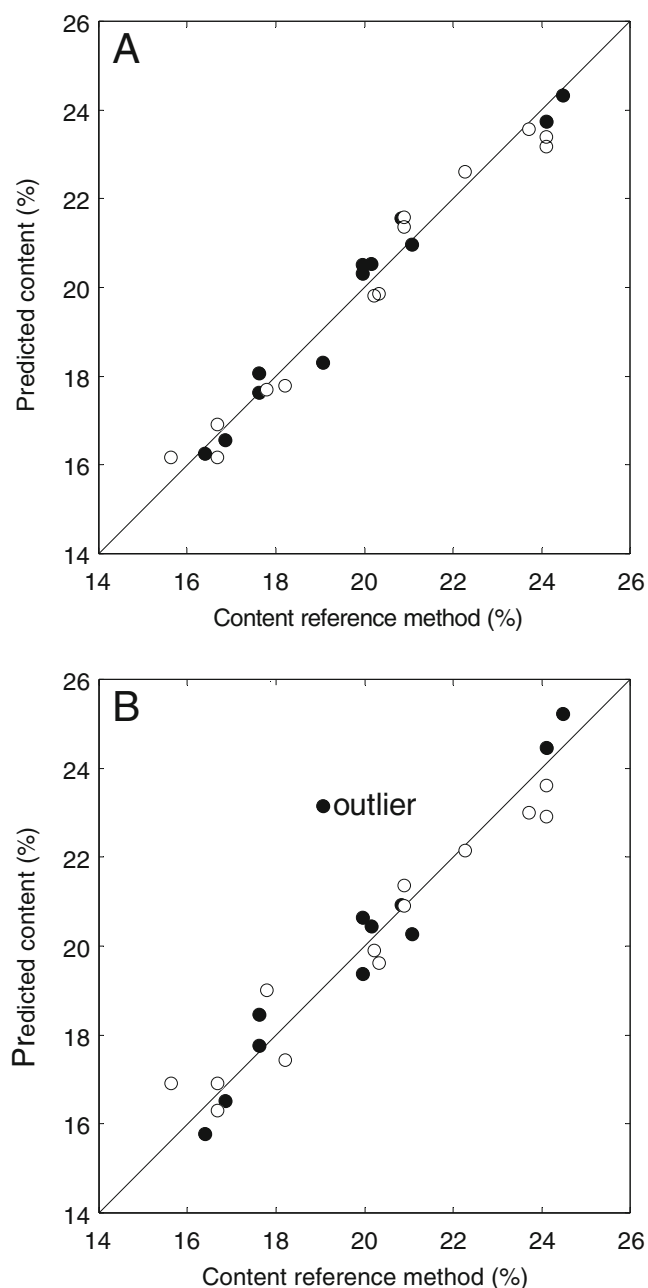 A
26
24
22
20
18
16
14
Predicted content (%)
14 16 18 20 22 24 26
Content reference method (%)
B
26
24
22
20
18
16
14
outlier
Predicted content (%)
14 16 18 20 22 24 26
Content reference method (%)